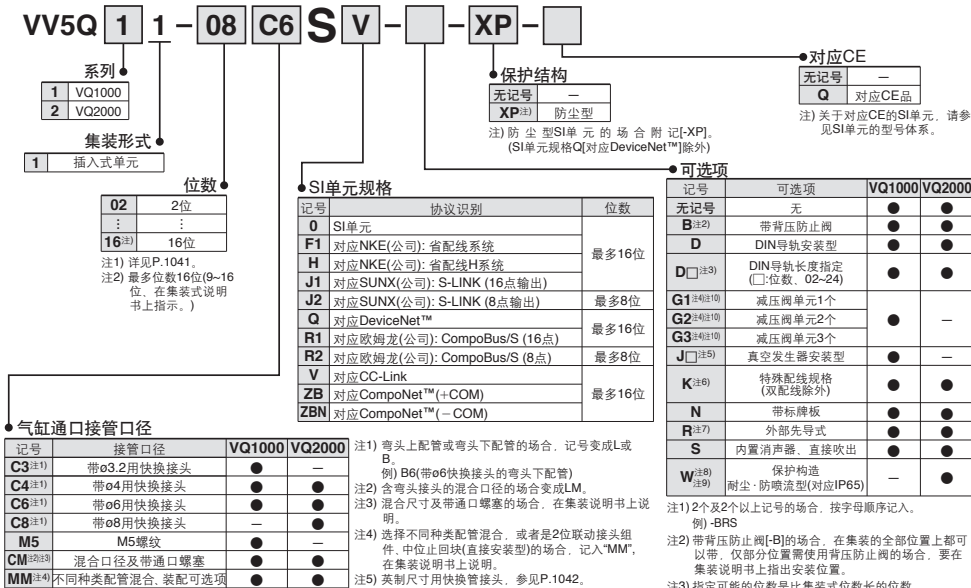 VV5Q 1 1 - 08 C6 S V - □ - XP - □
系列
1 VQ1000
2 VQ2000
集装形式
1 插入式单元
位数
02 2位
⋮ ⋮
16注) 16位
注1) 详见P.1041。
注2) 最多位数16位(9~16
位、在集装式说明
书上指示。)
SI单元规格
记号 协议识别 位数
0 SI单元
F1 对应NKE(公司): 省配线系统
H 对应NKE(公司): 省配线H系统
J1 对应SUNX(公司): S-LINK (16点输出)
最多16位
J2 对应SUNX(公司): S-LINK (8点输出) 最多8位
Q 对应DeviceNet™
R1 对应欧姆龙(公司): CompoBus/S (16点)
最多16位
R2 对应欧姆龙(公司): CompoBus/S (8点) 最多8位
V 对应CC-Link
ZB 对应CompoNet™(+COM)
ZBN 对应CompoNet™(-COM)
最多16位
保护结构
无记号 —
XP注) 防尘型
注) 防尘型SI单元的场合附记[-XP]。
(SI单元规格Q[对应DeviceNet™]除外)
对应CE
无记号 —
Q 对应CE品
注) 关于对应CE的SI单元，请参
见SI单元的型号体系。
可选项
记号 可选项 VQ1000 VQ2000
无记号 无 ● ●
B注2) 带背压防止阀 ● ●
D DIN导轨安装型 ● ●
D□注3) DIN导轨长度指定 ● ●
(□:位数、02~24)
G1注4)注10) 减压阀单元1个
G2注4)注10) 减压阀单元2个 ● —
G3注4)注10) 减压阀单元3个
J□注5) 真空发生器安装型 ● —
K注6) 特殊配线规格 ● ●
(双配线除外)
N 带标牌板 ● ●
R注7) 外部先导式 ● ●
S 内置消声器、直接吹出 ● ●
W注8)注9) 保护构造 — ●
耐尘·防喷流型(对应IP65)
注1) 2个及2个以上记号的场合，按字母顺序记入。
例) -BRS
注2) 带背压防止阀[-B]的场合，在集装的全部位置上都可
以带，仅部分位置需使用背压防止阀的场合，要在
集装说明书上指出安装位置。
注3) 指定可能的位数是比集装式位数长的位数。
气缸通口接管口径
记号 接管口径 VQ1000 VQ2000
C3注1) 带ø3.2用快换接头 ● —
C4注1) 带ø4用快换接头 ● ●
C6注1) 带ø6用快换接头 ● ●
C8注1) 带ø8用快换接头 — ●
M5 M5螺纹 ● —
CM注2)注3) 混合口径及带通口螺塞 ● ●
MM注4) 不同种类配管混合、装配可选项 ● ●
注1) 弯头上配管或弯头下配管的场合，记号变成L或
B。
例) B6(带ø6快换接头的弯头下配管)
注2) 含弯头接头的混合口径的场合变成LM。
注3) 混合尺寸及带通口螺塞的场合，在集装说明书上说
明。
注4) 选择不同种类配管混合，或者是2位联动接头组
件、中位止回块(直接安装型)的场合，记入“MM”，
在集装说明书上说明。
注5) 英制尺寸用快换管接头，参见P.1042。